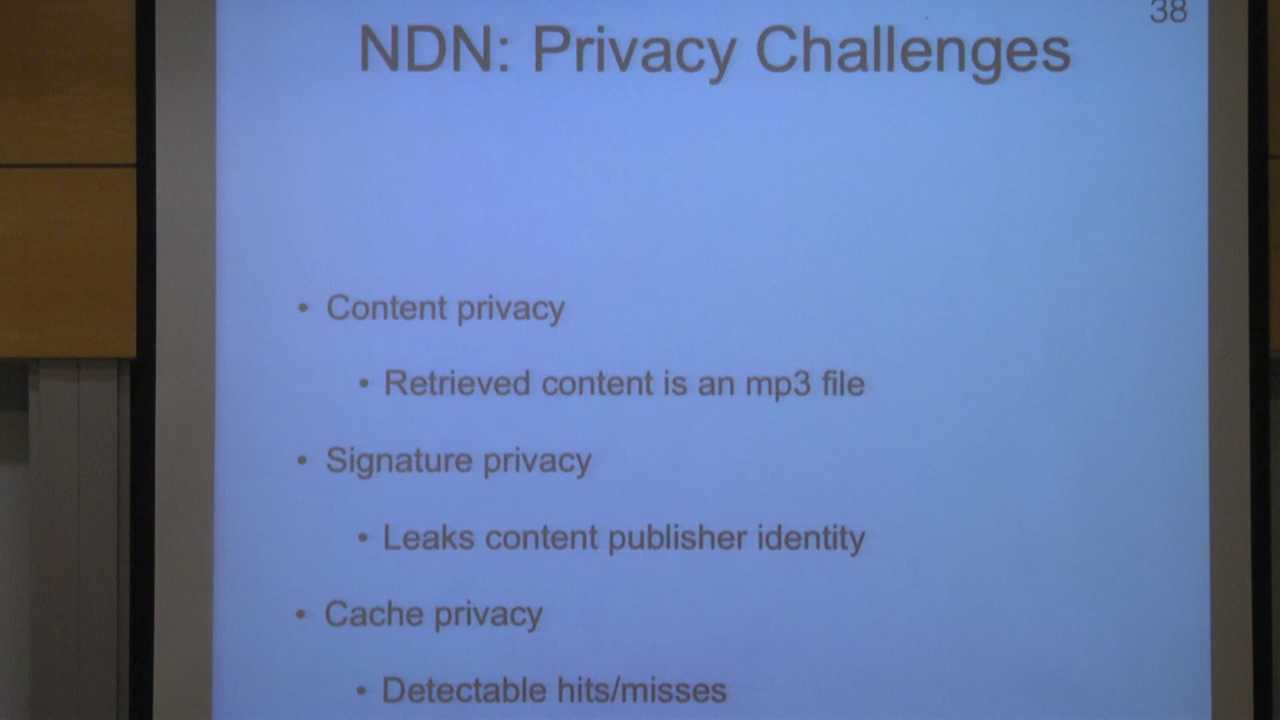 38
NDN: Privacy Challenges
• Content privacy
• Retrieved content is an mp3 file
• Signature privacy
• Leaks content publisher identity
• Cache privacy
• Detectable hits/misses